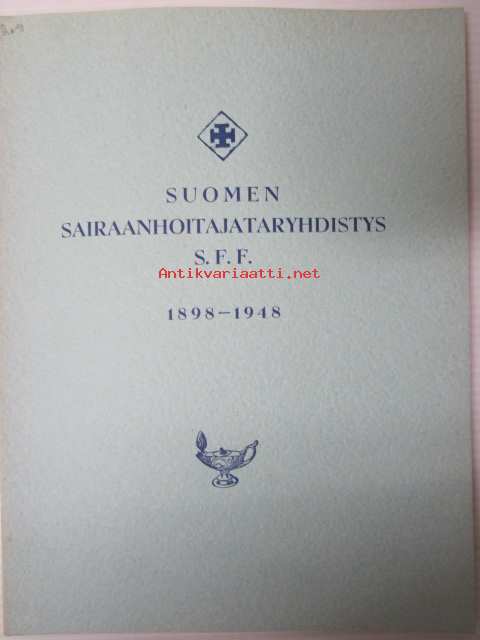 SUOMEN
SAIRAANHOITAJATARYHDISTYS
S. F. F.
Antikvariaatti.net
1898–1948